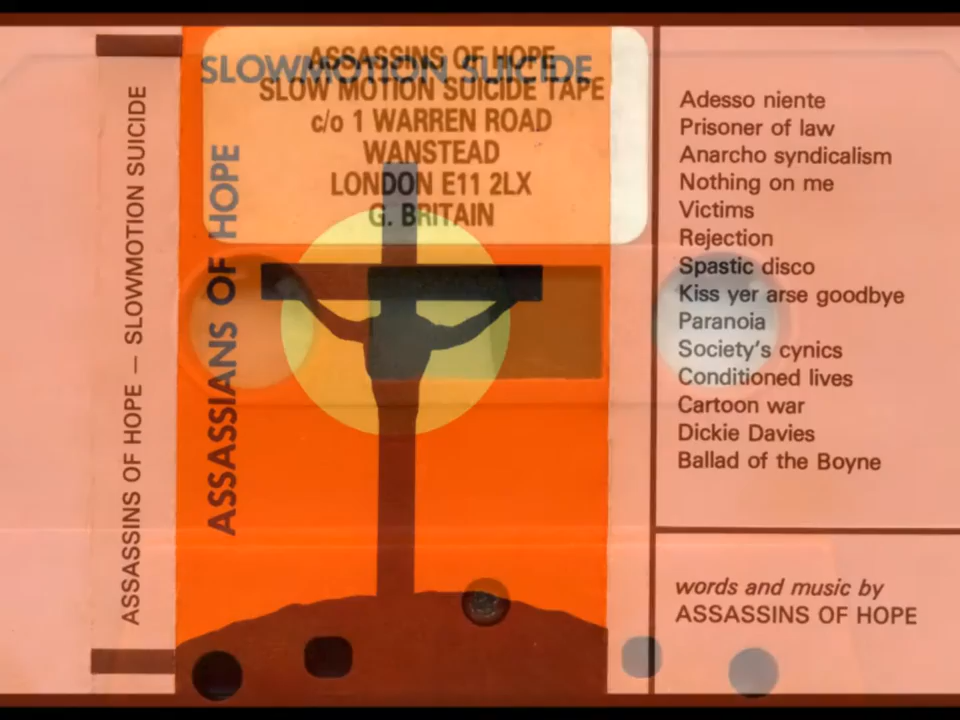 ASSASSINS OF HOPE — SLOWMOTION SUICIDE
ASSASSIANS OF HOPE
SLOWMOTION SUICIDE
ASSASSINS OF HOPE
SLOW MOTION SUICIDE TAPE
c/o 1 WARREN ROAD
WANSTEAD
LONDON E11 2LX
G. BRITAIN
Adesso niente
Prisoner of law
Anarcho syndicalism
Nothing on me
Victims
Rejection
Spastic disco
Kiss yer arse goodbye
Paranoia
Society's cynics
Conditioned lives
Cartoon war
Dickie Davies
Ballad of the Boyne
words and music by
ASSASSINS OF HOPE